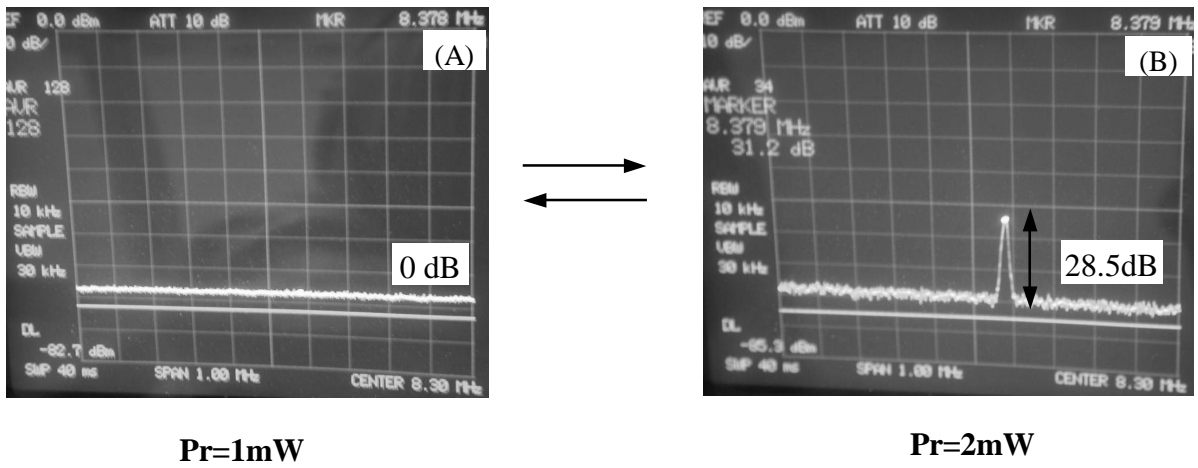 EF 0.0 dBm ATT 10 dB MKR 8.378 MHz
0 dB/
(A)
AVR 128
AVR
128
RBW
10 kHz
SAMPLE
VBW
30 kHz
0 dB
DL
-82.7 dBm
SWP 40 ms SPAN 1.00 MHz CENTER 8.30 MHz
Pr=1mW
REF 0.0 dBm ATT 10 dB MKR 8.379 MHz
10 dB/
(B)
AVR 34
MARKER
8.379 MHz
31.2 dB
RBW
10 kHz
SAMPLE
VBW
30 kHz
28.5dB
DL
-85.3 dBm
SWP 40 ms SPAN 1.00 MHz CENTER 8.30 MHz
Pr=2mW